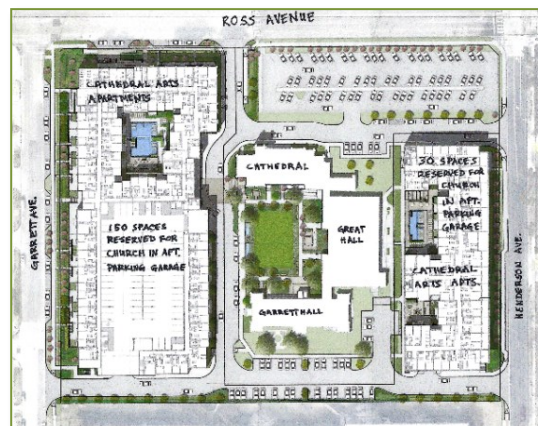 ROSS AVENUE
CATHEDRAL ARTS
APARTMENTS
150 SPACES
RESERVED FOR
CHURCH IN APT.
PARKING GARAGE
GARRETT AVE.
CATHEDRAL
GREAT
HALL
GARRETT HALL
30 SPACES
RESERVED FOR
CHURCH
IN APT.
PARKING
GARAGE
CATHEDRAL
ARTS APTS.
HENDERSON AVE.